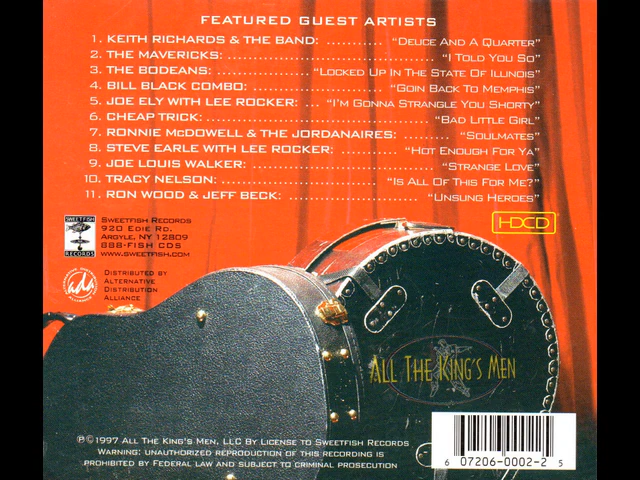 FEATURED GUEST ARTISTS
1. KEITH RICHARDS & THE BAND: .......... "DEUCE AND A QUARTER"
2. THE MAVERICKS: ........................................ "I TOLD YOU SO"
3. THE BODEANS: ................ "LOCKED UP IN THE STATE OF ILLINOIS"
4. BILL BLACK COMBO: ......................... "GOIN BACK TO MEMPHIS"
5. JOE ELY WITH LEE ROCKER: ... "I'M GONNA STRANGLE YOU SHORTY"
6. CHEAP TRICK: ........................................ "BAD LITTLE GIRL"
7. RONNIE MCDOWELL & THE JORDANAIRES: ........ "SOULMATES"
8. STEVE EARLE WITH LEE ROCKER: .............. "HOT ENOUGH FOR YA"
9. JOE LOUIS WALKER: ................................. "STRANGE LOVE"
10. TRACY NELSON: ............................. "IS ALL OF THIS FOR ME?"
11. RON WOOD & JEFF BECK: ......................... "UNSUNG HEROES"
HDCD
SWEETFISH
RECORDS
SWEETFISH RECORDS
920 EDIE RD.
ARGYLE, NY 12809
888-FISH CDS
WWW.SWEETFISH.COM
ada
DISTRIBUTED BY
ALTERNATIVE
DISTRIBUTION
ALLIANCE
ALL THE KING'S MEN
℗©1997 ALL THE KING'S MEN, LLC BY LICENSE TO SWEETFISH RECORDS
WARNING: UNAUTHORIZED REPRODUCTION OF THIS RECORDING IS
PROHIBITED BY FEDERAL LAW AND SUBJECT TO CRIMINAL PROSECUTION
6 07206-0002-2 5